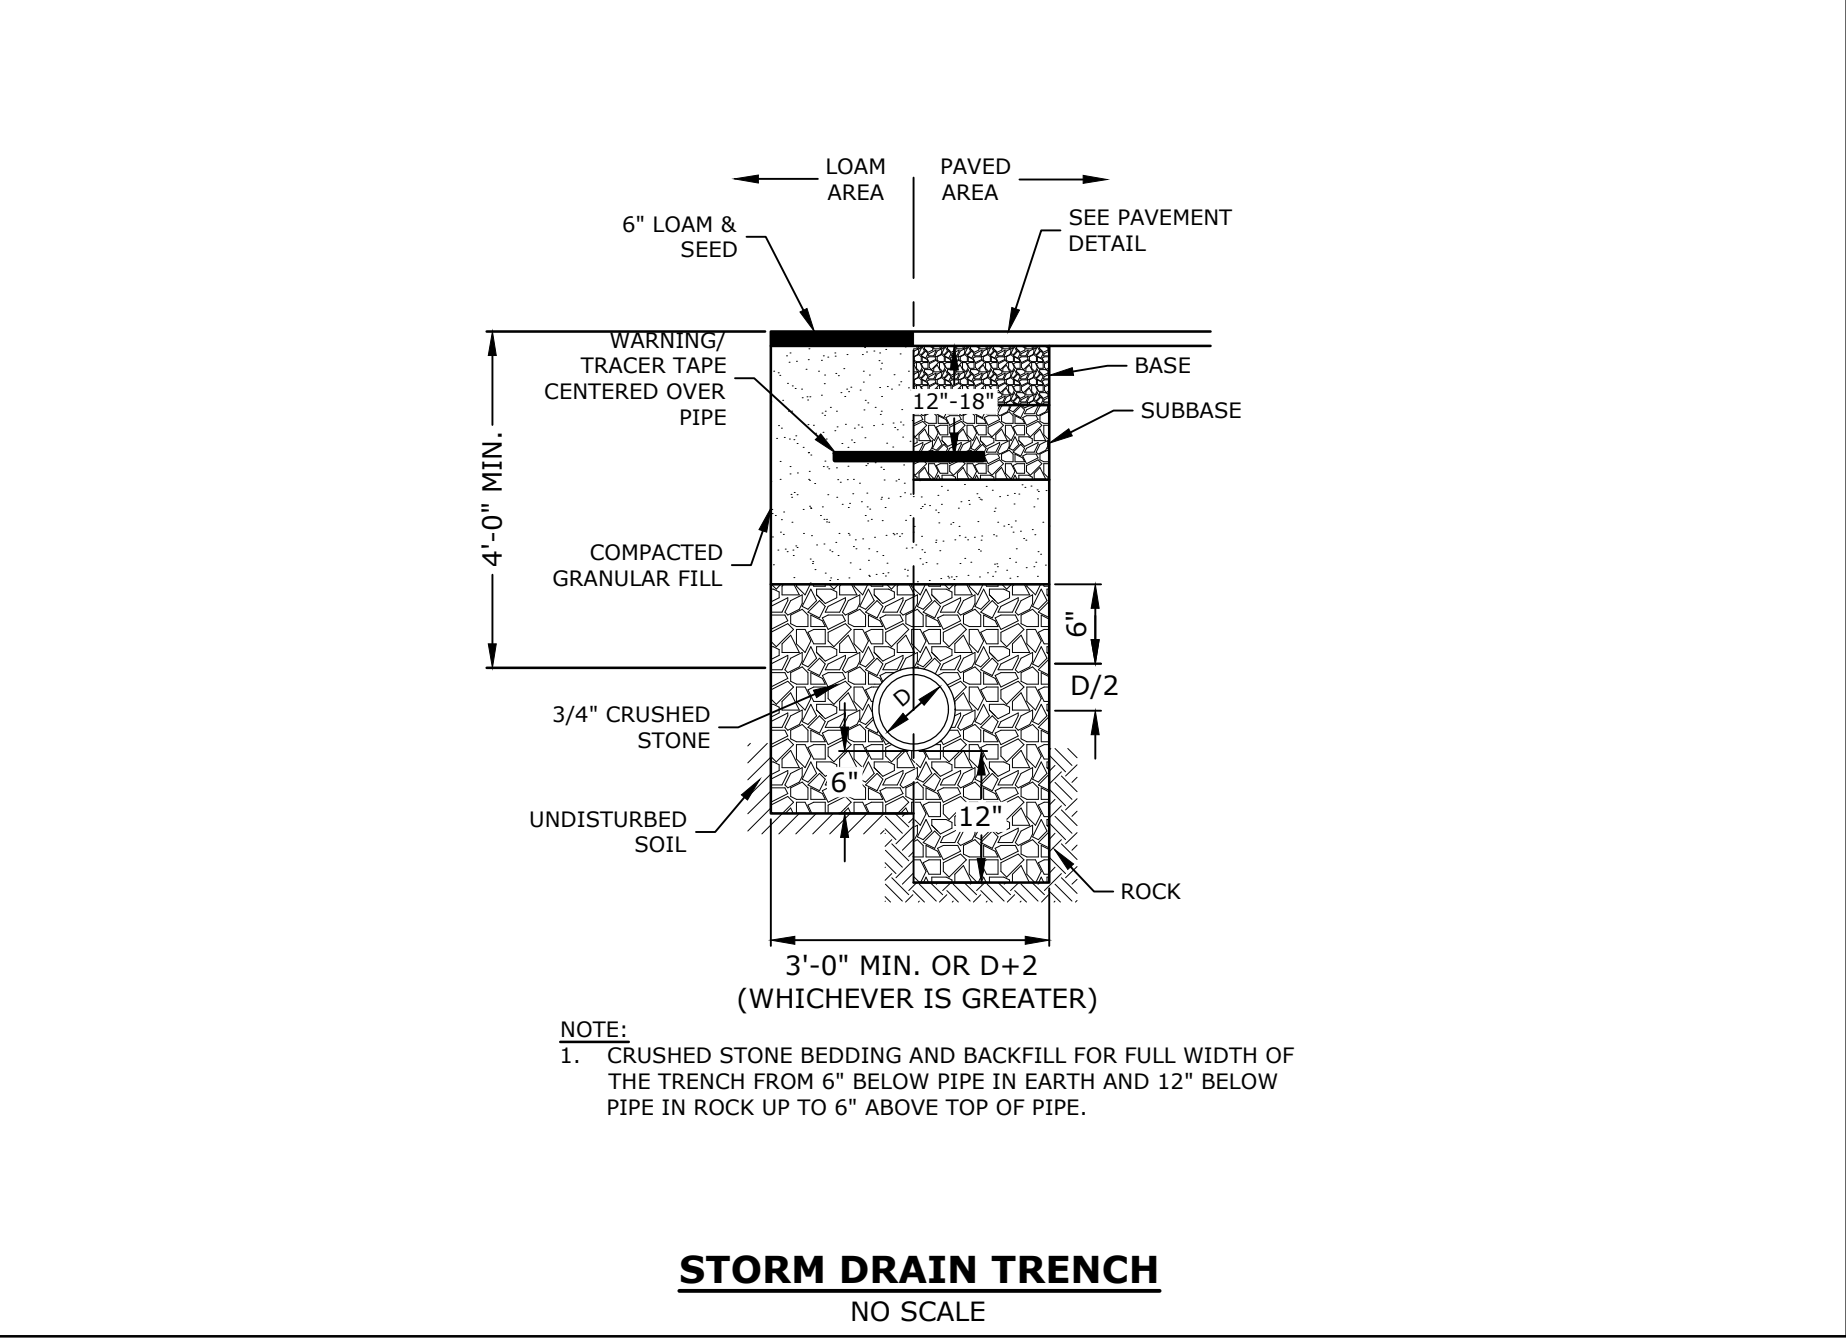 LOAM
AREA
PAVED
AREA
6" LOAM &
SEED
SEE PAVEMENT
DETAIL
WARNING/
TRACER TAPE
CENTERED OVER
PIPE
BASE
12"-18"
SUBBASE
4'-0" MIN.
COMPACTED
GRANULAR FILL
6"
D/2
D
3/4" CRUSHED
STONE
6"
12"
UNDISTURBED
SOIL
ROCK
3'-0" MIN. OR D+2
(WHICHEVER IS GREATER)
NOTE:
1. CRUSHED STONE BEDDING AND BACKFILL FOR FULL WIDTH OF
THE TRENCH FROM 6" BELOW PIPE IN EARTH AND 12" BELOW
PIPE IN ROCK UP TO 6" ABOVE TOP OF PIPE.
STORM DRAIN TRENCH
NO SCALE